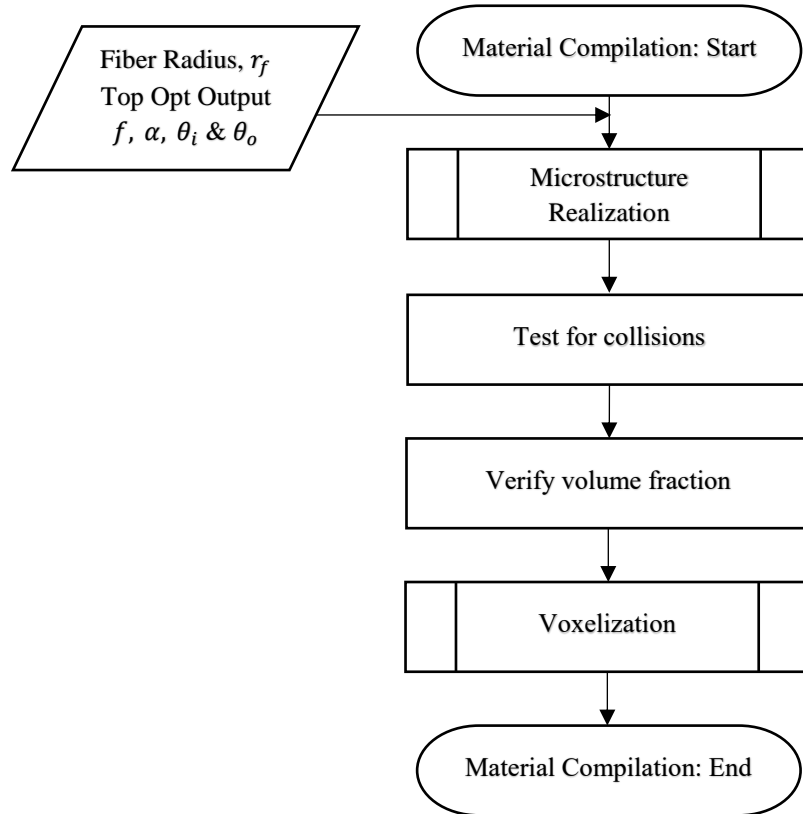 Material Compilation: Start
Fiber Radius, r_f
Top Opt Output
f, α, θ_i & θ_o
Microstructure
Realization
Test for collisions
Verify volume fraction
Voxelization
Material Compilation: End